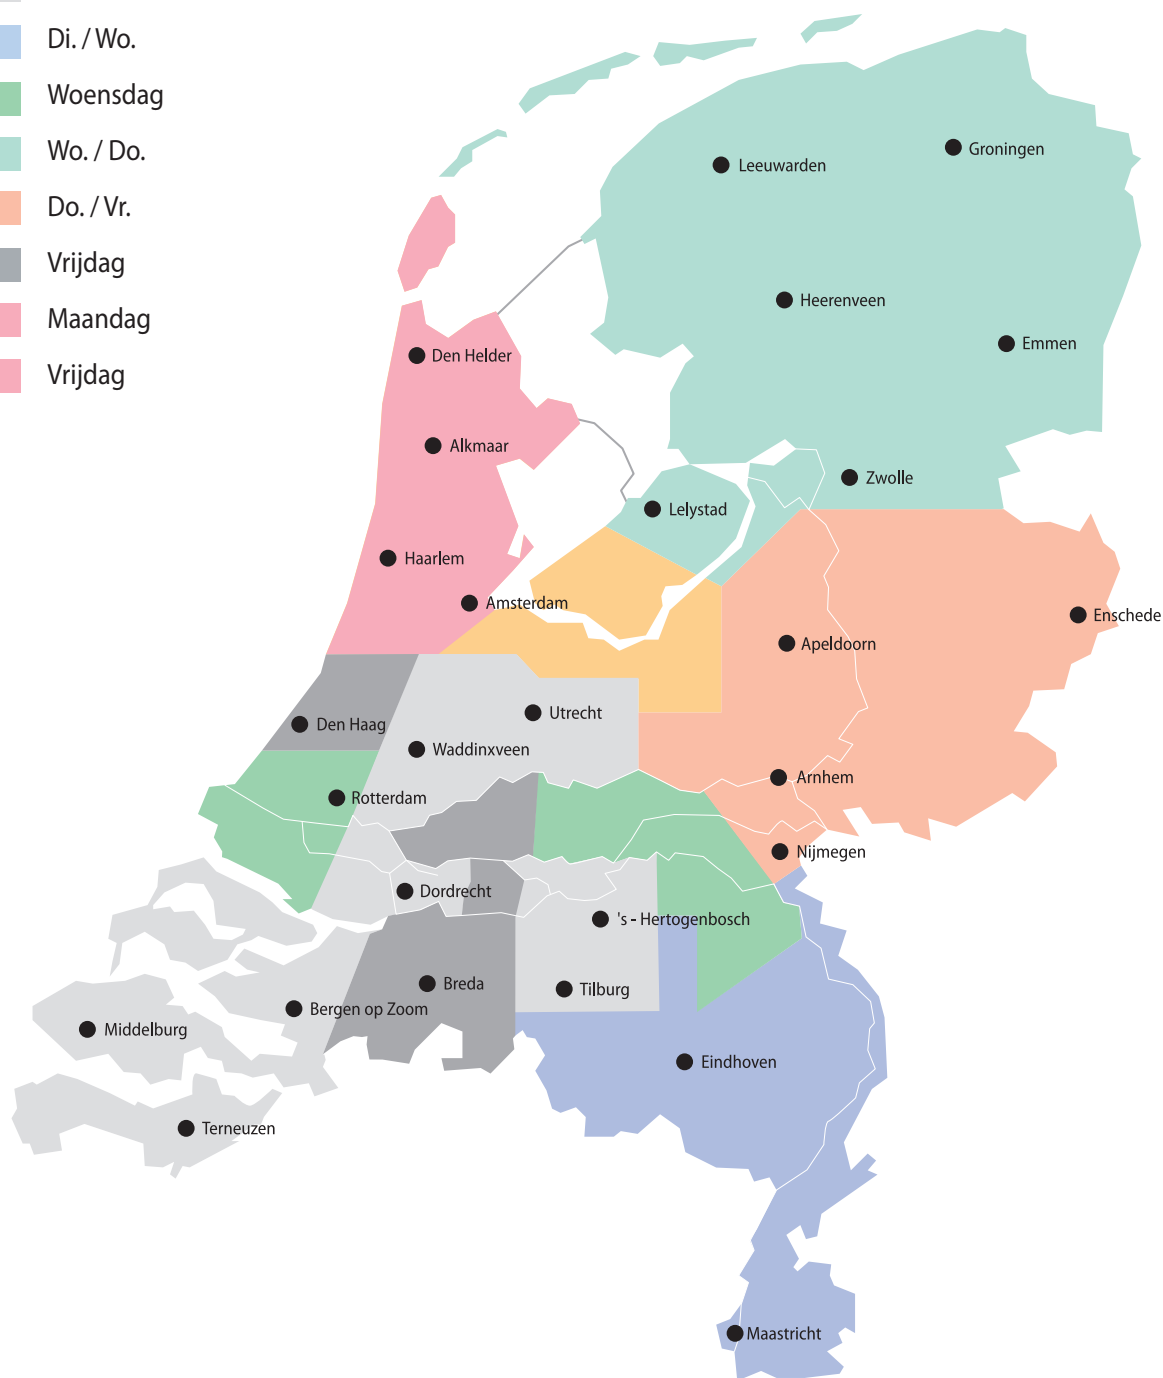 Di. / Wo.
Woensdag
Wo. / Do.
Do. / Vr.
Vrijdag
Maandag
Vrijdag
Groningen
Leeuwarden
Heerenveen
Emmen
Den Helder
Alkmaar
Zwolle
Lelystad
Haarlem
Amsterdam
Enschede
Apeldoorn
Utrecht
Den Haag
Waddinxveen
Arnhem
Rotterdam
Nijmegen
Dordrecht
's - Hertogenbosch
Breda
Tilburg
Bergen op Zoom
Middelburg
Eindhoven
Terneuzen
Maastricht